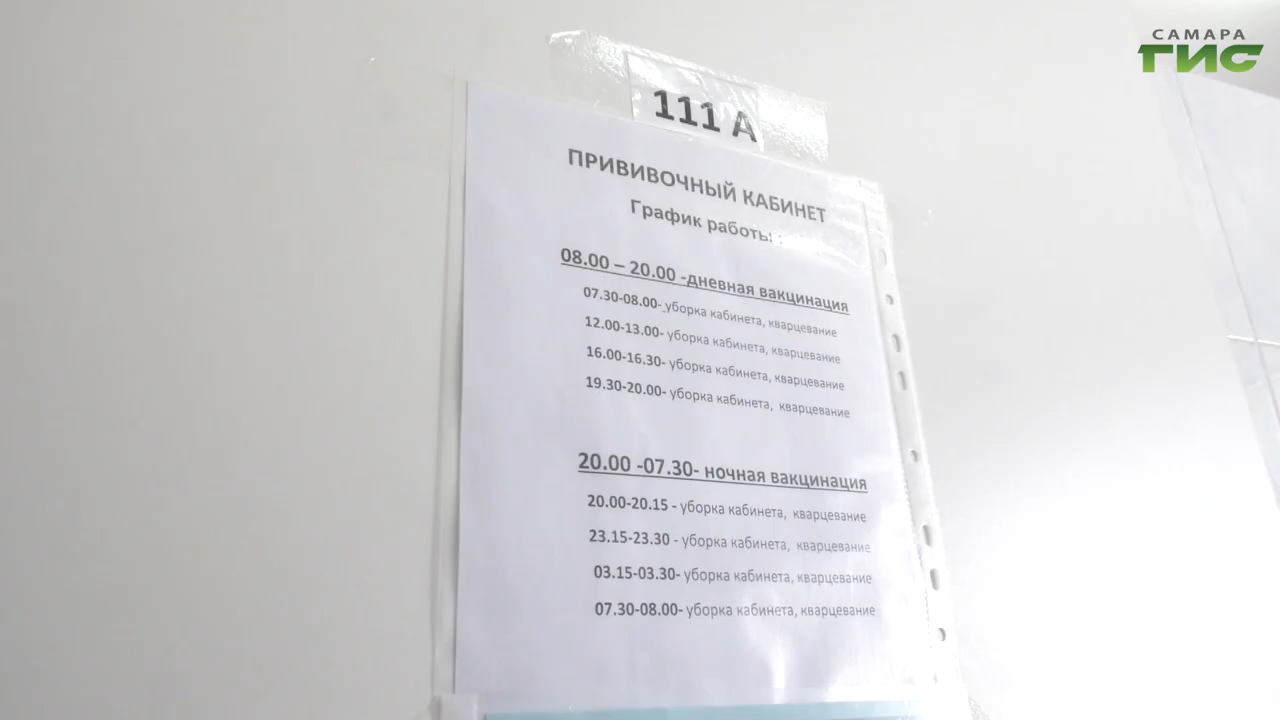 САМАРА
ГИС
111 А
ПРИВИВОЧНЫЙ КАБИНЕТ
График работы :
08.00 – 20.00 -дневная вакцинация
07.30-08.00- уборка кабинета, кварцевание
12.00-13.00- уборка кабинета, кварцевание
16.00-16.30- уборка кабинета, кварцевание
19.30-20.00- уборка кабинета, кварцевание
20.00 -07.30- ночная вакцинация
20.00-20.15 - уборка кабинета, кварцевание
23.15-23.30 - уборка кабинета, кварцевание
03.15-03.30- уборка кабинета, кварцевание
07.30-08.00- уборка кабинета, кварцевание